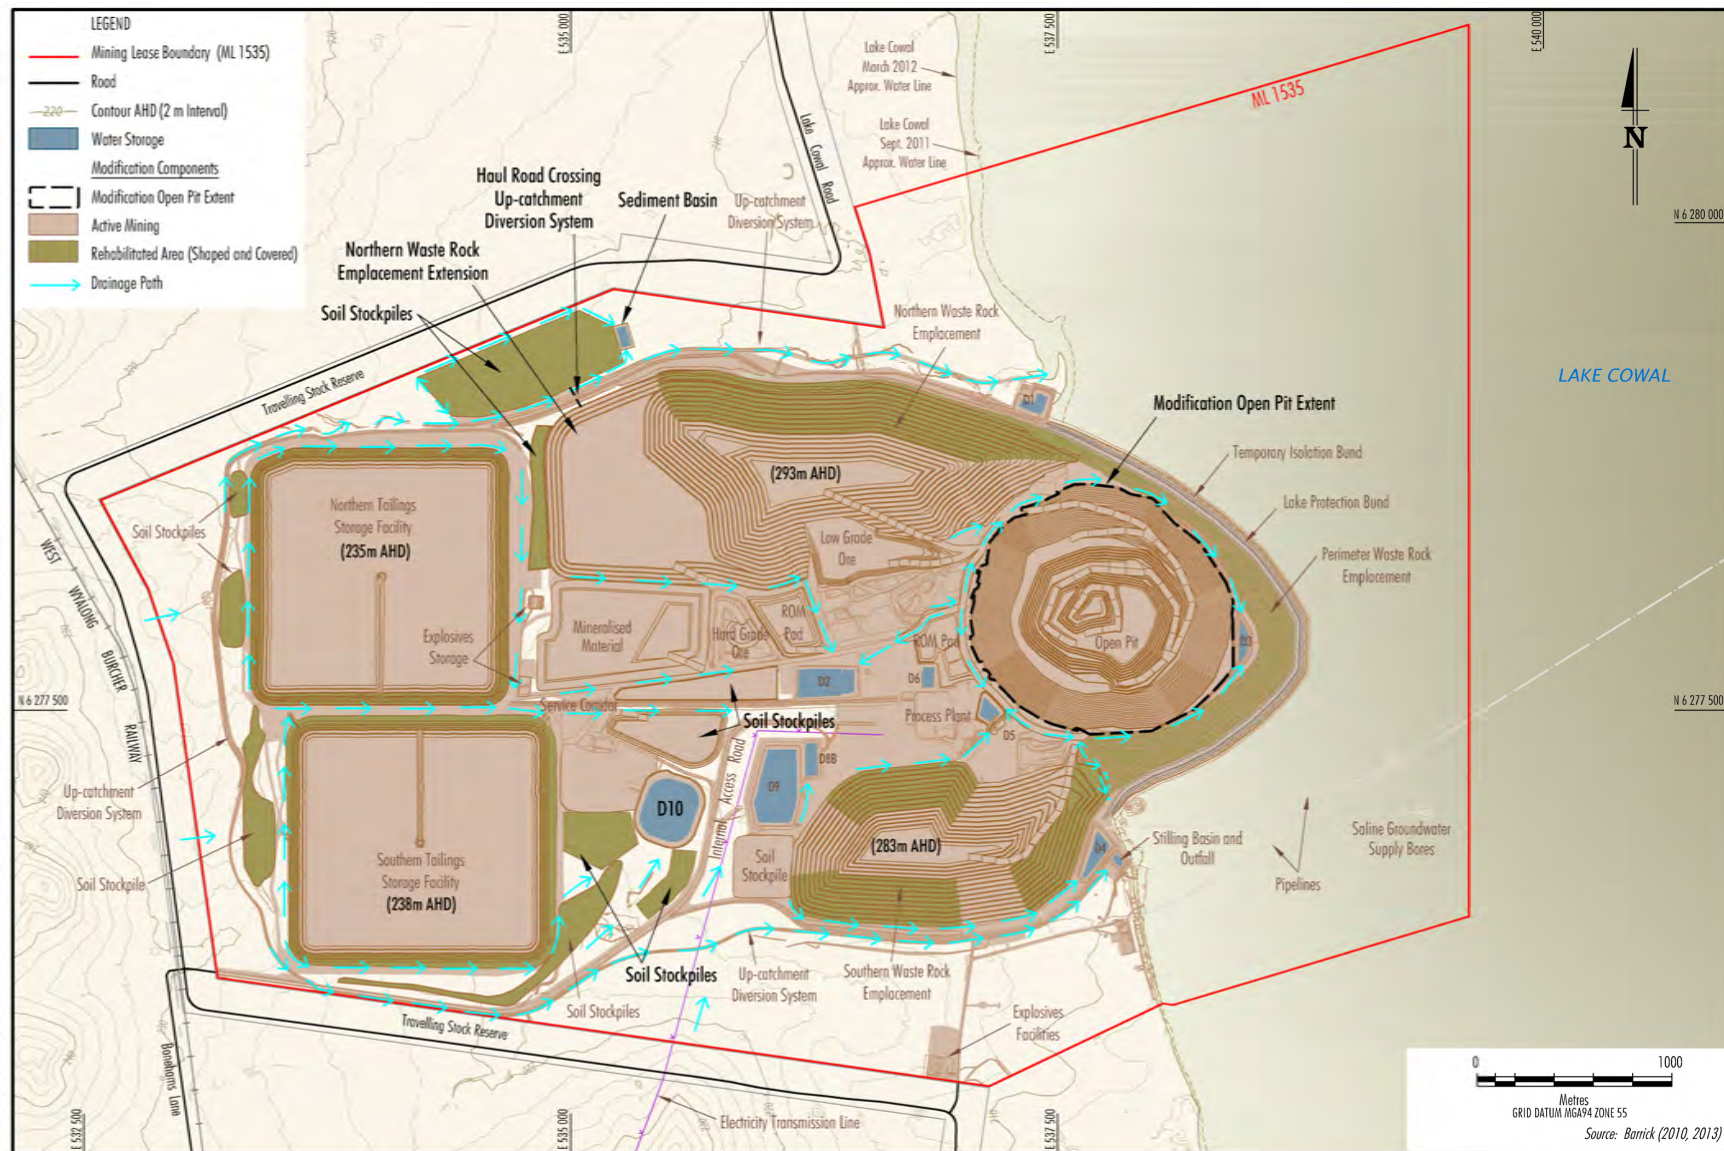 LEGEND
Mining Lease Boundary (ML 1535)
Road
220 Contour AHD (2 m Interval)
Water Storage
Modification Components
Modification Open Pit Extent
Active Mining
Rehabilitated Area (Shaped and Covered)
Drainage Path
E 535 000
E 537 500
E 540 000
Lake Cowal
March 2012
Approx. Water Line
Lake Cowal
Sept. 2011
Approx. Water Line
ML 1535
N
N 6 280 000
Lake Cowal Road
Haul Road Crossing
Up-catchment
Diversion System
Sediment Basin
Up-catchment
Diversion System
Northern Waste Rock
Emplacement Extension
Soil Stockpiles
Northern Waste Rock
Emplacement
Travelling Stock Reserve
LAKE COWAL
D1
Modification Open Pit Extent
Temporary Isolation Bund
Lake Protection Bund
Perimeter Waste Rock
Emplacement
(293m AHD)
Northern Tailings
Storage Facility
(235m AHD)
Soil Stockpiles
Low Grade
Ore
WEST WYALONG BURCHER RAILWAY
Explosives
Storage
Mineralised
Material
Hard Grade
Ore
ROM
Pad
ROM Pad
Open Pit
D3
D2
D6
N 6 277 500
N 6 277 500
Service Corridor
Process Plant
Soil Stockpiles
D5
Internal Access Road
D8B
D9
D10
Up-catchment
Diversion System
Soil Stockpile
Southern Tailings
Storage Facility
(238m AHD)
Soil
Stockpile
(283m AHD)
D4
Stilling Basin and
Outfall
Saline Groundwater
Supply Bores
Pipelines
Soil Stockpiles
Soil Stockpiles
Up-catchment
Diversion System
Southern Waste Rock
Emplacement
Explosives
Facilities
Travelling Stock Reserve
Bonehams Lane
Electricity Transmission Line
E 532 500
E 535 000
E 537 500
0 1000
Metres
GRID DATUM MGA94 ZONE 55
Source: Barrick (2010, 2013)